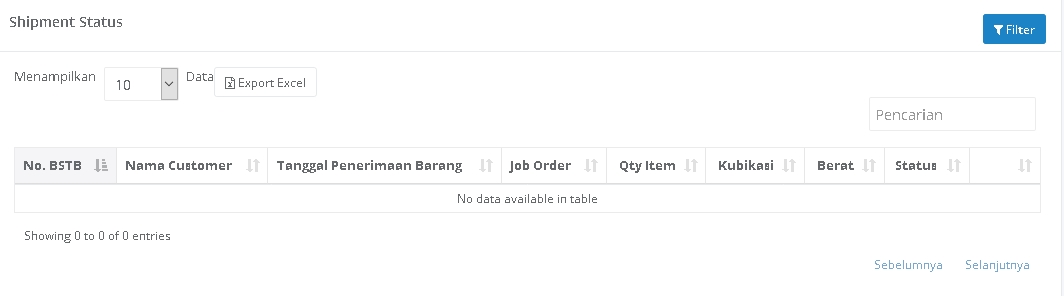 Shipment Status
Filter
Menampilkan 10 Data Export Excel
Pencarian
No. BSTB Nama Customer Tanggal Penerimaan Barang Job Order Qty Item Kubikasi Berat Status
No data available in table
Showing 0 to 0 of 0 entries
Sebelumnya Selanjutnya